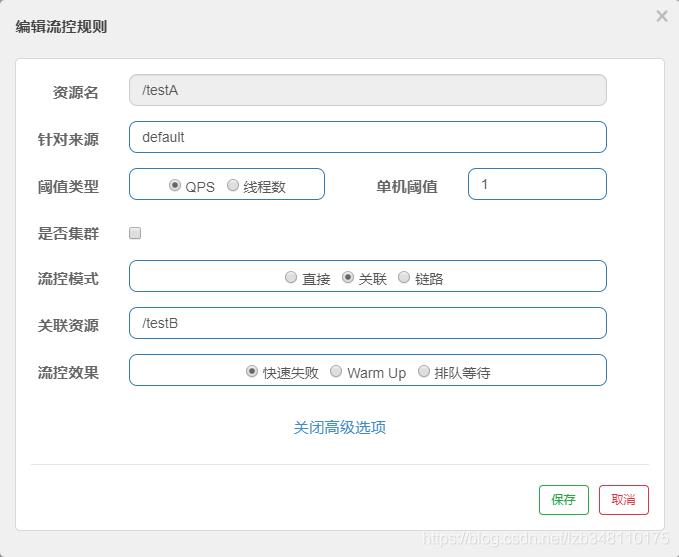 编辑流控规则 ×
资源名 /testA
针对来源 default
阈值类型 QPS 线程数 单机阈值 1
是否集群
流控模式 直接 关联 链路
关联资源 /testB
流控效果 快速失败 Warm Up 排队等待
关闭高级选项
保存 取消
https://blog.csdn.net/lzb348110175